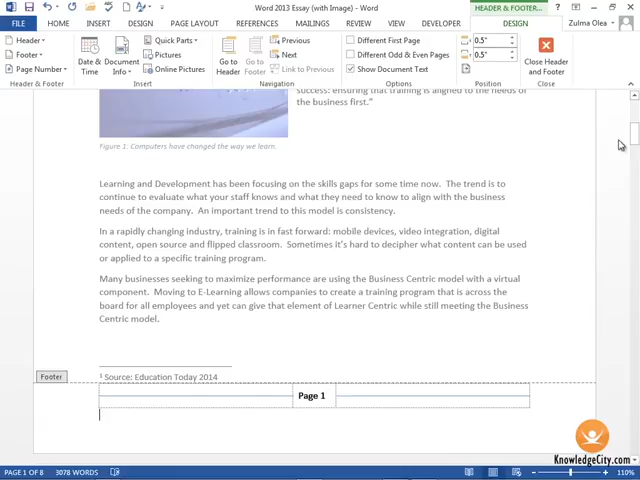 Word 2013 Essay (with Image) - Word
HEADER & FOOTER...
FILE HOME INSERT DESIGN PAGE LAYOUT REFERENCES MAILINGS REVIEW VIEW DEVELOPER DESIGN Zulma Olea
Header Quick Parts Previous Different First Page 0.5"
Footer Pictures Next Different Odd & Even Pages 0.5"
Page Number Date & Time Document Info Online Pictures Go to Header Go to Footer Link to Previous Show Document Text Close Header and Footer
Header & Footer Insert Navigation Options Position Close
success: ensuring that training is aligned to the needs of
the business first."
Figure 1: Computers have changed the way we learn.
Learning and Development has been focusing on the skills gaps for some time now. The trend is to
continue to evaluate what your staff knows and what they need to know to align with the business
needs of the company. An important trend to this model is consistency.
In a rapidly changing industry, training is in fast forward: mobile devices, video integration, digital
content, open source and flipped classroom. Sometimes it's hard to decipher what content can be used
or applied to a specific training program.
Many businesses seeking to maximize performance are using the Business Centric model with a virtual
component. Moving to E-Learning allows companies to create a training program that is across the
board for all employees and yet can give that element of Learner Centric while still meeting the Business
Centric model.
Footer
1 Source: Education Today 2014
Page 1
KnowledgeCity.com
PAGE 1 OF 8 3078 WORDS 110%